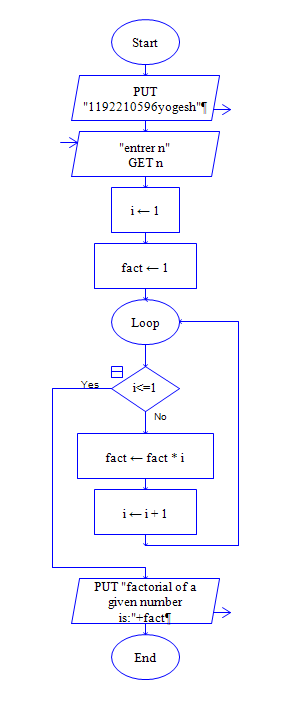 Start
PUT
"1192210596yogesh"¶
"entrer n"
GET n
i ← 1
fact ← 1
Loop
Yes
i<=1
No
fact ← fact * i
i ← i + 1
PUT "factorial of a
given number
is:"+fact¶
End